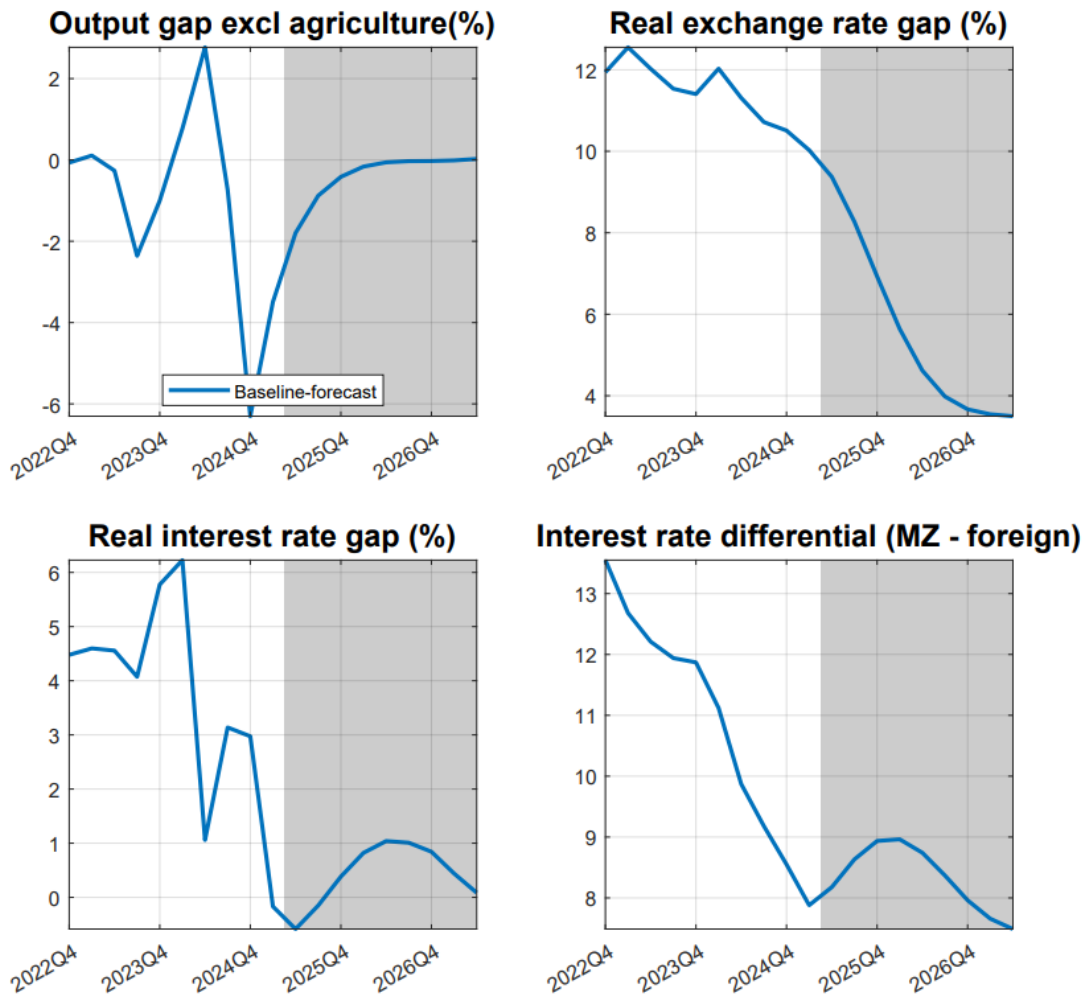 Output gap excl agriculture(%)
2
0
-2
-4
-6
Baseline-forecast
2022Q4
2023Q4
2024Q4
2025Q4
2026Q4
Real exchange rate gap (%)
12
10
8
6
4
2022Q4
2023Q4
2024Q4
2025Q4
2026Q4
Real interest rate gap (%)
6
5
4
3
2
1
0
2022Q4
2023Q4
2024Q4
2025Q4
2026Q4
Interest rate differential (MZ - foreign)
13
12
11
10
9
8
2022Q4
2023Q4
2024Q4
2025Q4
2026Q4